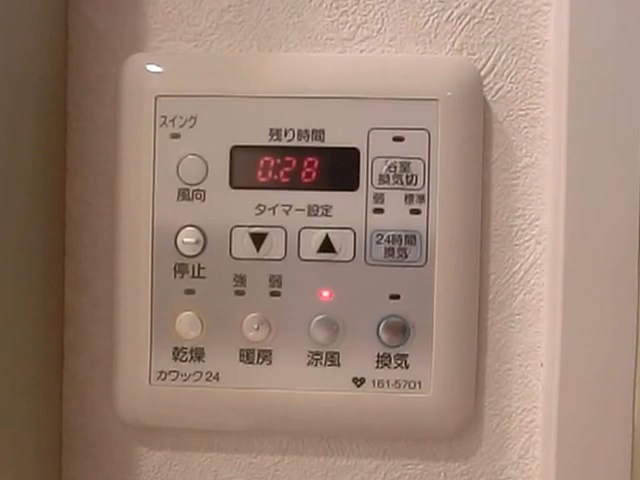 スイング
残り時間
0:28
浴室
換気切
風向
タイマー設定
弱 標準
24時間
換気
停止
強 弱
乾燥 暖房 涼風 換気
カワック24
161-5701